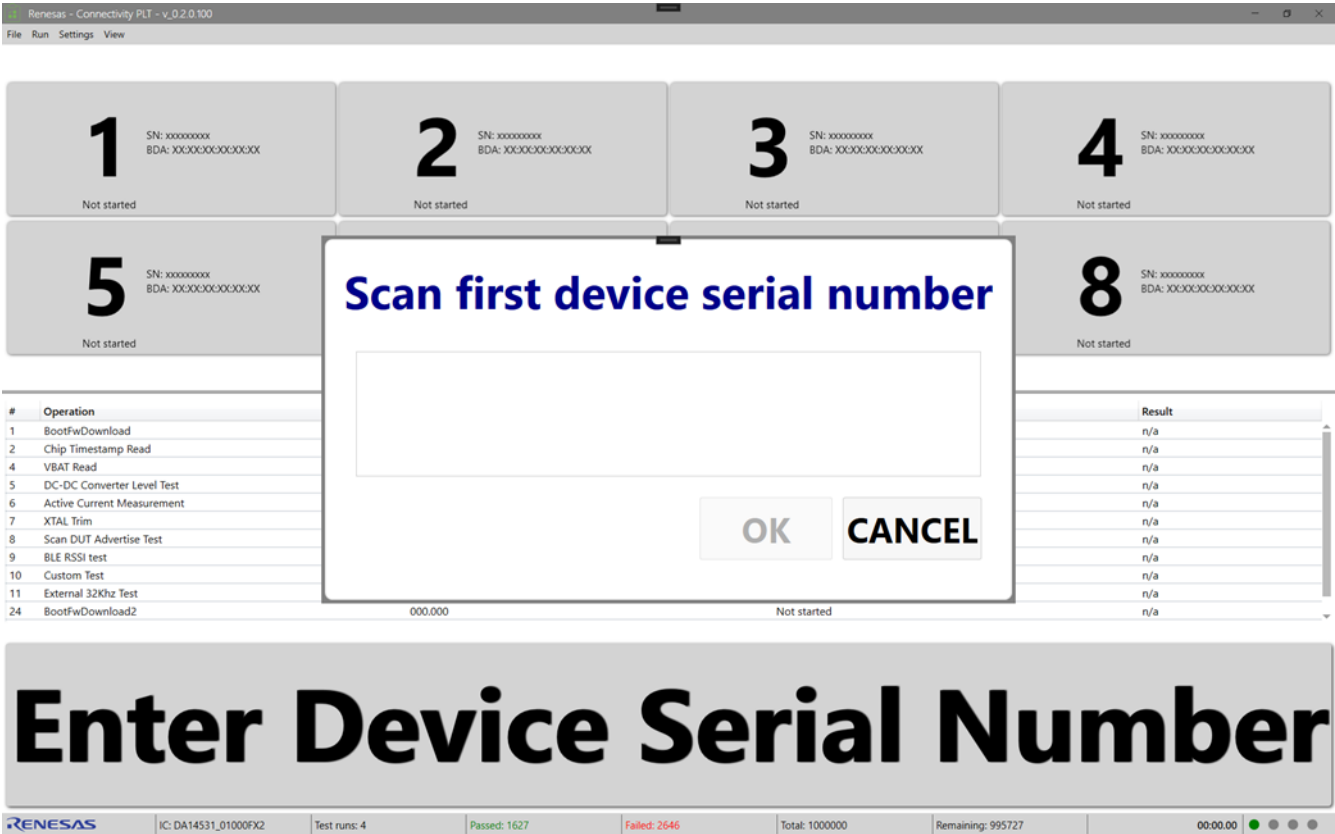 Renesas - Connectivity PLT - v_0.2.0.100
File Run Settings View
1
SN: xxxxxxxxx
BDA: XX:XX:XX:XX:XX:XX
Not started
2
SN: xxxxxxxxx
BDA: XX:XX:XX:XX:XX:XX
Not started
3
SN: xxxxxxxxx
BDA: XX:XX:XX:XX:XX:XX
Not started
4
SN: xxxxxxxxx
BDA: XX:XX:XX:XX:XX:XX
Not started
5
SN: xxxxxxxxx
BDA: XX:XX:XX:XX:XX:XX
Not started
8
SN: xxxxxxxxx
BDA: XX:XX:XX:XX:XX:XX
Not started
Scan first device serial number
OK CANCEL
# Operation Result
1 BootFwDownload n/a
2 Chip Timestamp Read n/a
4 VBAT Read n/a
5 DC-DC Converter Level Test n/a
6 Active Current Measurement n/a
7 XTAL Trim n/a
8 Scan DUT Advertise Test n/a
9 BLE RSSI test n/a
10 Custom Test n/a
11 External 32Khz Test n/a
24 BootFwDownload2 000.000 Not started n/a
Enter Device Serial Number
RENESAS IC: DA14531_01000FX2 Test runs: 4 Passed: 1627 Failed: 2646 Total: 1000000 Remaining: 995727 00:00.00